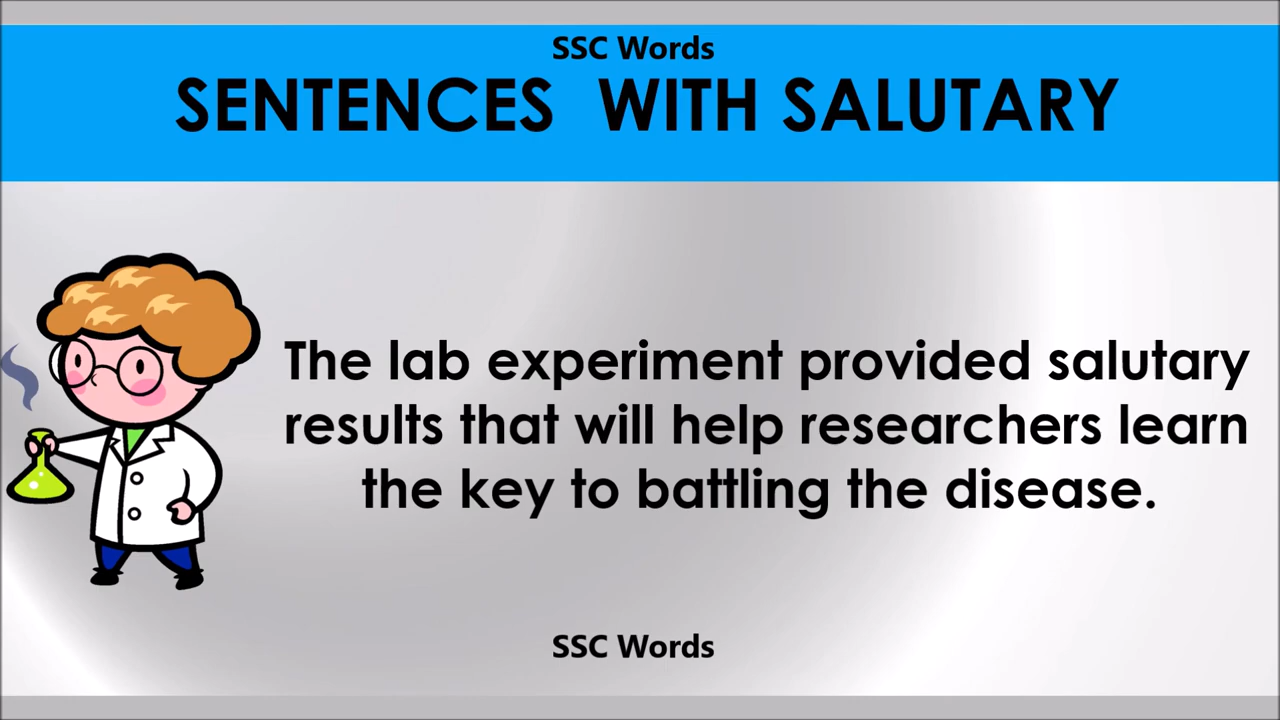 SSC Words
SENTENCES WITH SALUTARY
The lab experiment provided salutary
results that will help researchers learn
the key to battling the disease.
SSC Words